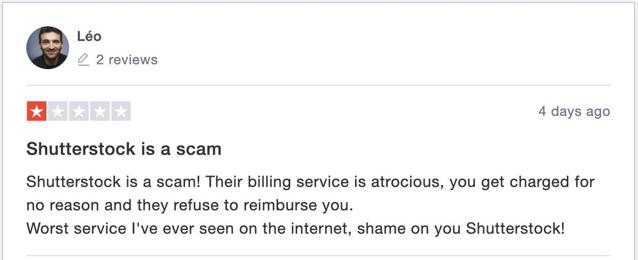 Léo
2 reviews
4 days ago
Shutterstock is a scam
Shutterstock is a scam! Their billing service is atrocious, you get charged for
no reason and they refuse to reimburse you.
Worst service I've ever seen on the internet, shame on you Shutterstock!